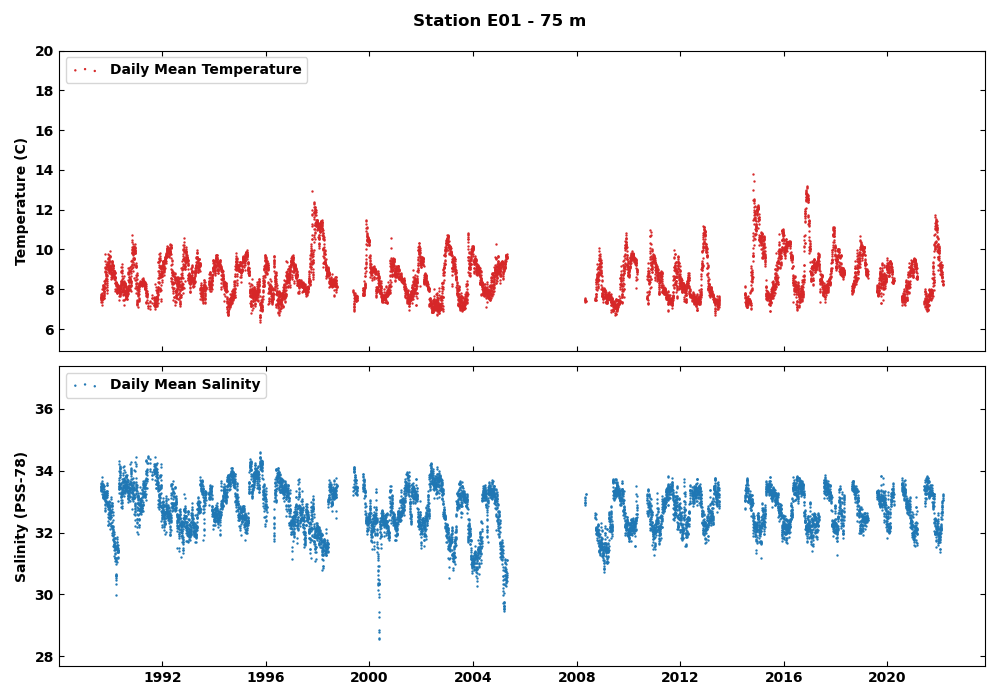 Station E01 - 75 m
20
18
16
14
12
10
8
6
Temperature (C)
Daily Mean Temperature
36
34
32
30
28
Salinity (PSS-78)
Daily Mean Salinity
1992 1996 2000 2004 2008 2012 2016 2020